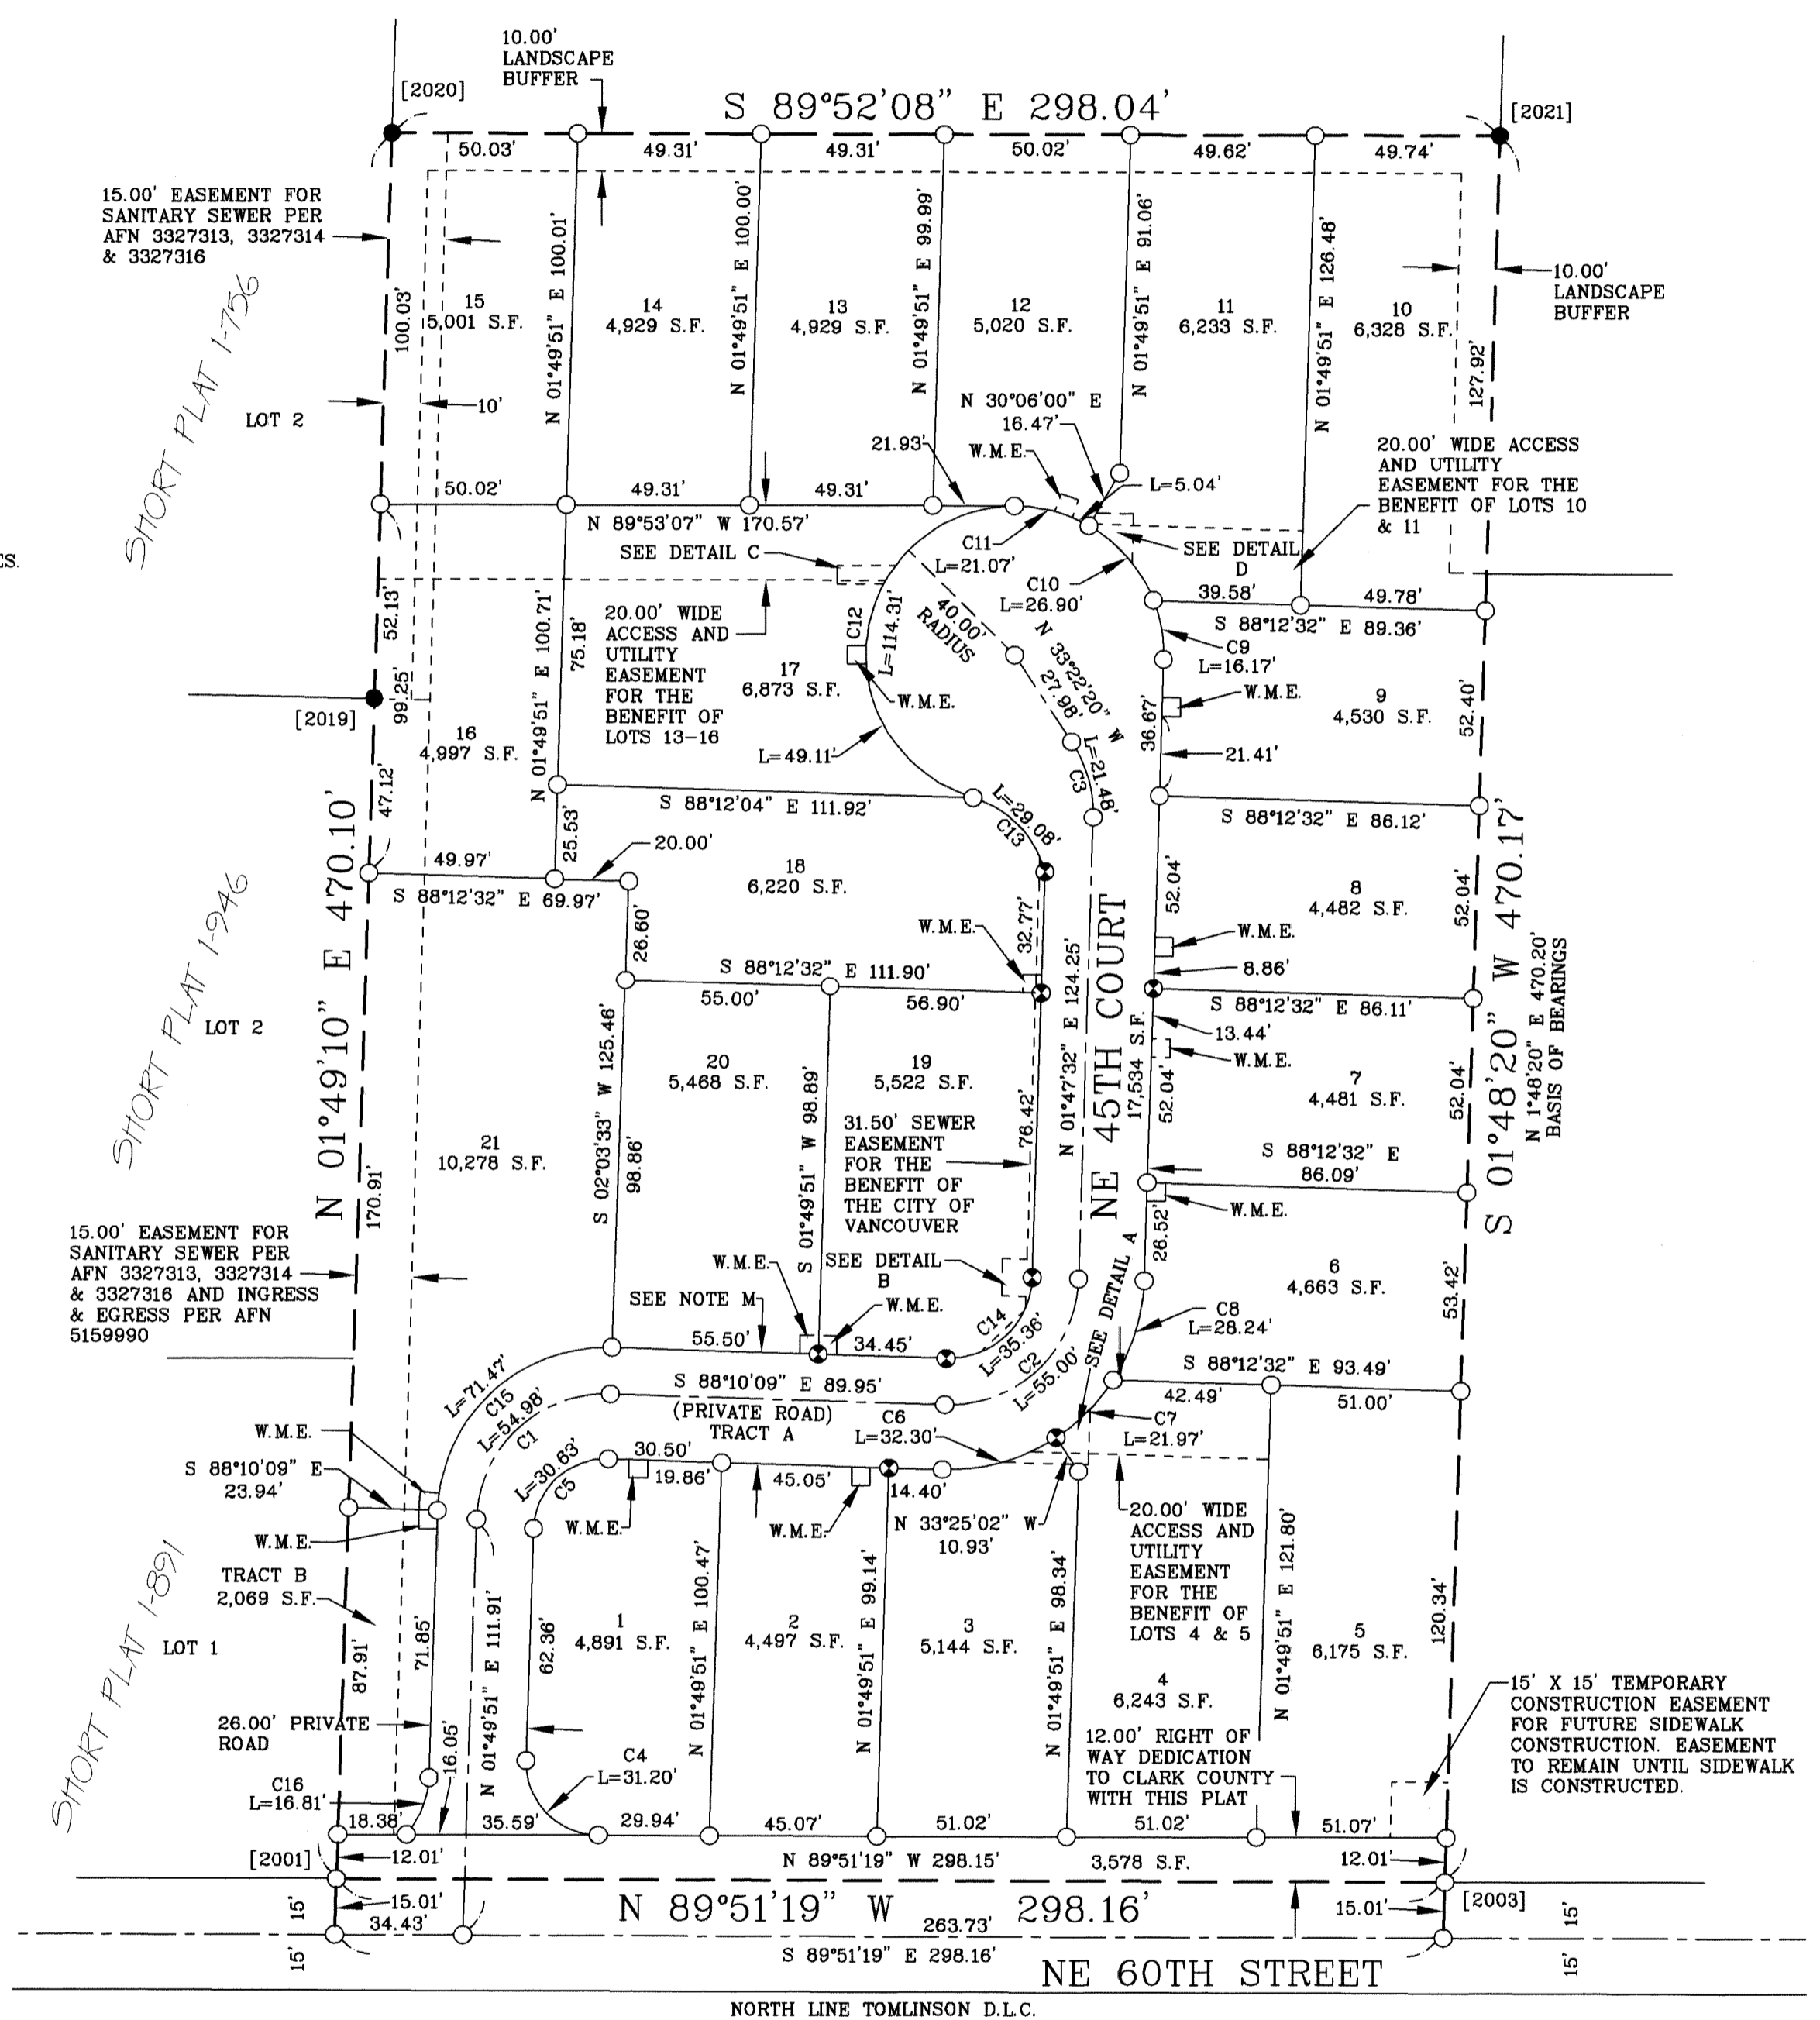 10.00'
LANDSCAPE
BUFFER
[2020]
S 89°52'08" E 298.04'
[2021]
50.03'
49.31'
49.31'
50.02'
49.62'
49.74'
15.00' EASEMENT FOR
SANITARY SEWER PER
AFN 3327313, 3327314
& 3327316
SHORT PLAT 1-756
LOT 2
100.03'
10'
15
5,001 S.F.
N 01°49'51" E 100.01'
14
4,929 S.F.
N 01°49'51" E 100.00'
13
4,929 S.F.
N 01°49'51" E 99.99'
12
5,020 S.F.
N 01°49'51" E 91.06'
11
6,233 S.F.
N 01°49'51" E 126.48'
10
6,328 S.F.
127.92'
10.00'
LANDSCAPE
BUFFER
N 30°06'00" E
16.47'
W.M.E.
21.93'
L=5.04'
20.00' WIDE ACCESS
AND UTILITY
EASEMENT FOR THE
BENEFIT OF LOTS 10
& 11
50.02'
49.31'
49.31'
N 89°53'07" W 170.57'
SEE DETAIL C
C11
L=21.07'
SEE DETAIL
D
ES.
C10
L=26.90'
39.58'
49.78'
S 88°12'32" E 89.36'
C9
L=16.17'
52.13'
99.25'
[2019]
47.12'
N 01°49'51" E 100.71'
75.18'
20.00' WIDE
ACCESS AND
UTILITY
EASEMENT
FOR THE
BENEFIT OF
LOTS 13-16
C12
L=114.31'
40.00'
RADIUS
N 33°22'20" W
27.98'
17
6,873 S.F.
W.M.E.
L=49.11'
L=21.48'
C3
36.67'
W.M.E.
21.41'
9
4,530 S.F.
52.40'
16
4,997 S.F.
S 88°12'04" E 111.92'
L=29.08'
C13
S 88°12'32" E 86.12'
N 01°49'10" E 470.10'
S 01°48'20" W 470.17'
N 1°48'20" E 470.20'
BASIS OF BEARINGS
49.97'
25.53'
20.00'
S 88°12'32" E 69.97'
18
6,220 S.F.
26.60'
W.M.E.
32.77'
52.04'
8
4,482 S.F.
52.04'
W.M.E.
8.86'
SHORT PLAT 1-946
LOT 2
S 88°12'32" E 111.90'
55.00'
56.90'
S 88°12'32" E 86.11'
13.44'
W.M.E.
NE 45TH COURT
17,534 S.F.
N 01°47'32" E 124.25'
52.04'
7
4,481 S.F.
52.04'
20
5,468 S.F.
19
5,522 S.F.
S 02°03'33" W 125.46'
98.86'
S 01°49'51" W 98.89'
76.42'
31.50' SEWER
EASEMENT
FOR THE
BENEFIT OF
THE CITY OF
VANCOUVER
21
10,278 S.F.
170.91'
S 88°12'32" E
86.09'
W.M.E.
26.52'
6
4,663 S.F.
53.42'
15.00' EASEMENT FOR
SANITARY SEWER PER
AFN 3327313, 3327314
& 3327316 AND INGRESS
& EGRESS PER AFN
5159990
W.M.E.
SEE DETAIL
B
W.M.E.
SEE NOTE M
SEE DETAIL A
C8
L=28.24'
55.50'
34.45'
C14
L=35.36'
C2
L=55.00'
S 88°12'32" E 93.49'
42.49'
51.00'
L=71.47'
C15
L=54.98'
C1
S 88°10'09" E 89.95'
(PRIVATE ROAD)
TRACT A
C6
L=32.30'
C7
L=21.97'
W.M.E.
S 88°10'09" E
23.94'
W.M.E.
L=30.63'
C5
30.50'
19.86'
45.05'
14.40'
W.M.E.
W.M.E.
N 33°25'02" W
10.93'
20.00' WIDE
ACCESS AND
UTILITY
EASEMENT
FOR THE
BENEFIT OF
LOTS 4 & 5
TRACT B
2,069 S.F.
SHORT PLAT 1-891
LOT 1
87.91'
71.85'
N 01°49'51" E 111.91'
62.36'
1
4,891 S.F.
N 01°49'51" E 100.47'
2
4,497 S.F.
N 01°49'51" E 99.14'
3
5,144 S.F.
N 01°49'51" E 98.34'
4
6,243 S.F.
N 01°49'51" E 121.80'
5
6,175 S.F.
120.34'
26.00' PRIVATE
ROAD
16.05'
C16
L=16.81'
C4
L=31.20'
12.00' RIGHT OF
WAY DEDICATION
TO CLARK COUNTY
WITH THIS PLAT
15' X 15' TEMPORARY
CONSTRUCTION EASEMENT
FOR FUTURE SIDEWALK
CONSTRUCTION. EASEMENT
TO REMAIN UNTIL SIDEWALK
IS CONSTRUCTED.
18.38'
35.59'
29.94'
45.07'
51.02'
51.02'
51.07'
[2001]
12.01'
N 89°51'19" W 298.15'
3,578 S.F.
12.01'
15'
15.01'
N 89°51'19" W 298.16'
15.01'
[2003]
15'
34.43'
263.73'
15'
S 89°51'19" E 298.16'
15'
NE 60TH STREET
NORTH LINE TOMLINSON D.L.C.